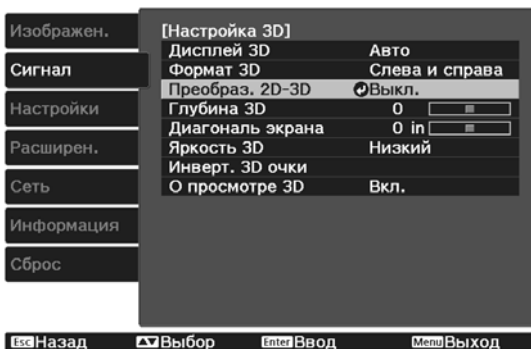 Изображен.
Сигнал
Настройки
Расширен.
Сеть
Информация
Сброс
[Настройка 3D]
Дисплей 3D Авто
Формат 3D Слева и справа
Преобраз. 2D-3D Выкл.
Глубина 3D 0
Диагональ экрана 0 in
Яркость 3D Низкий
Инверт. 3D очки
О просмотре 3D Вкл.
Esc Назад Выбор Enter Ввод Menu Выход